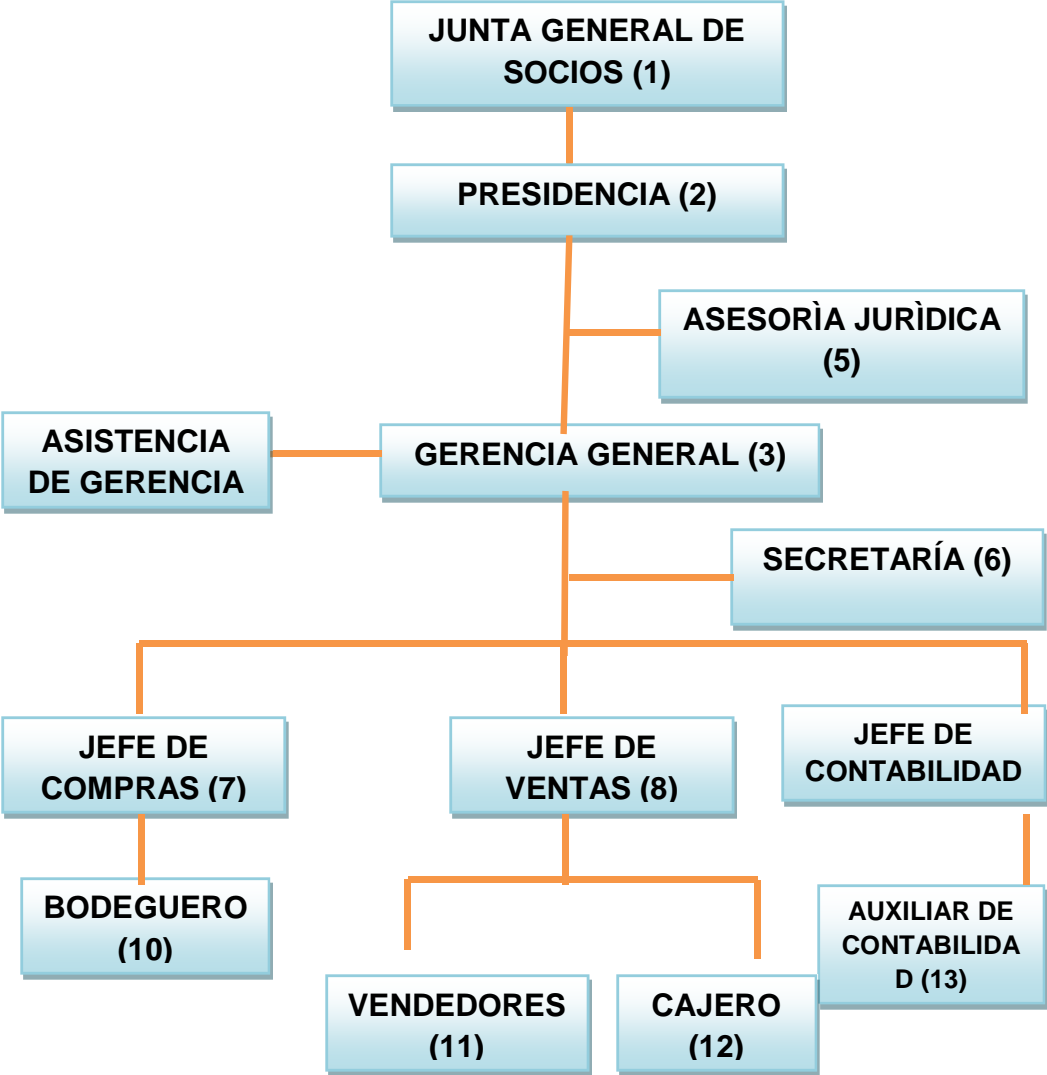 JUNTA GENERAL DE
SOCIOS (1)
PRESIDENCIA (2)
ASESORÌA JURÌDICA
(5)
ASISTENCIA
DE GERENCIA
GERENCIA GENERAL (3)
SECRETARÍA (6)
JEFE DE
COMPRAS (7)
JEFE DE
VENTAS (8)
JEFE DE
CONTABILIDAD
BODEGUERO
(10)
AUXILIAR DE
CONTABILIDA
D (13)
VENDEDORES
(11)
CAJERO
(12)